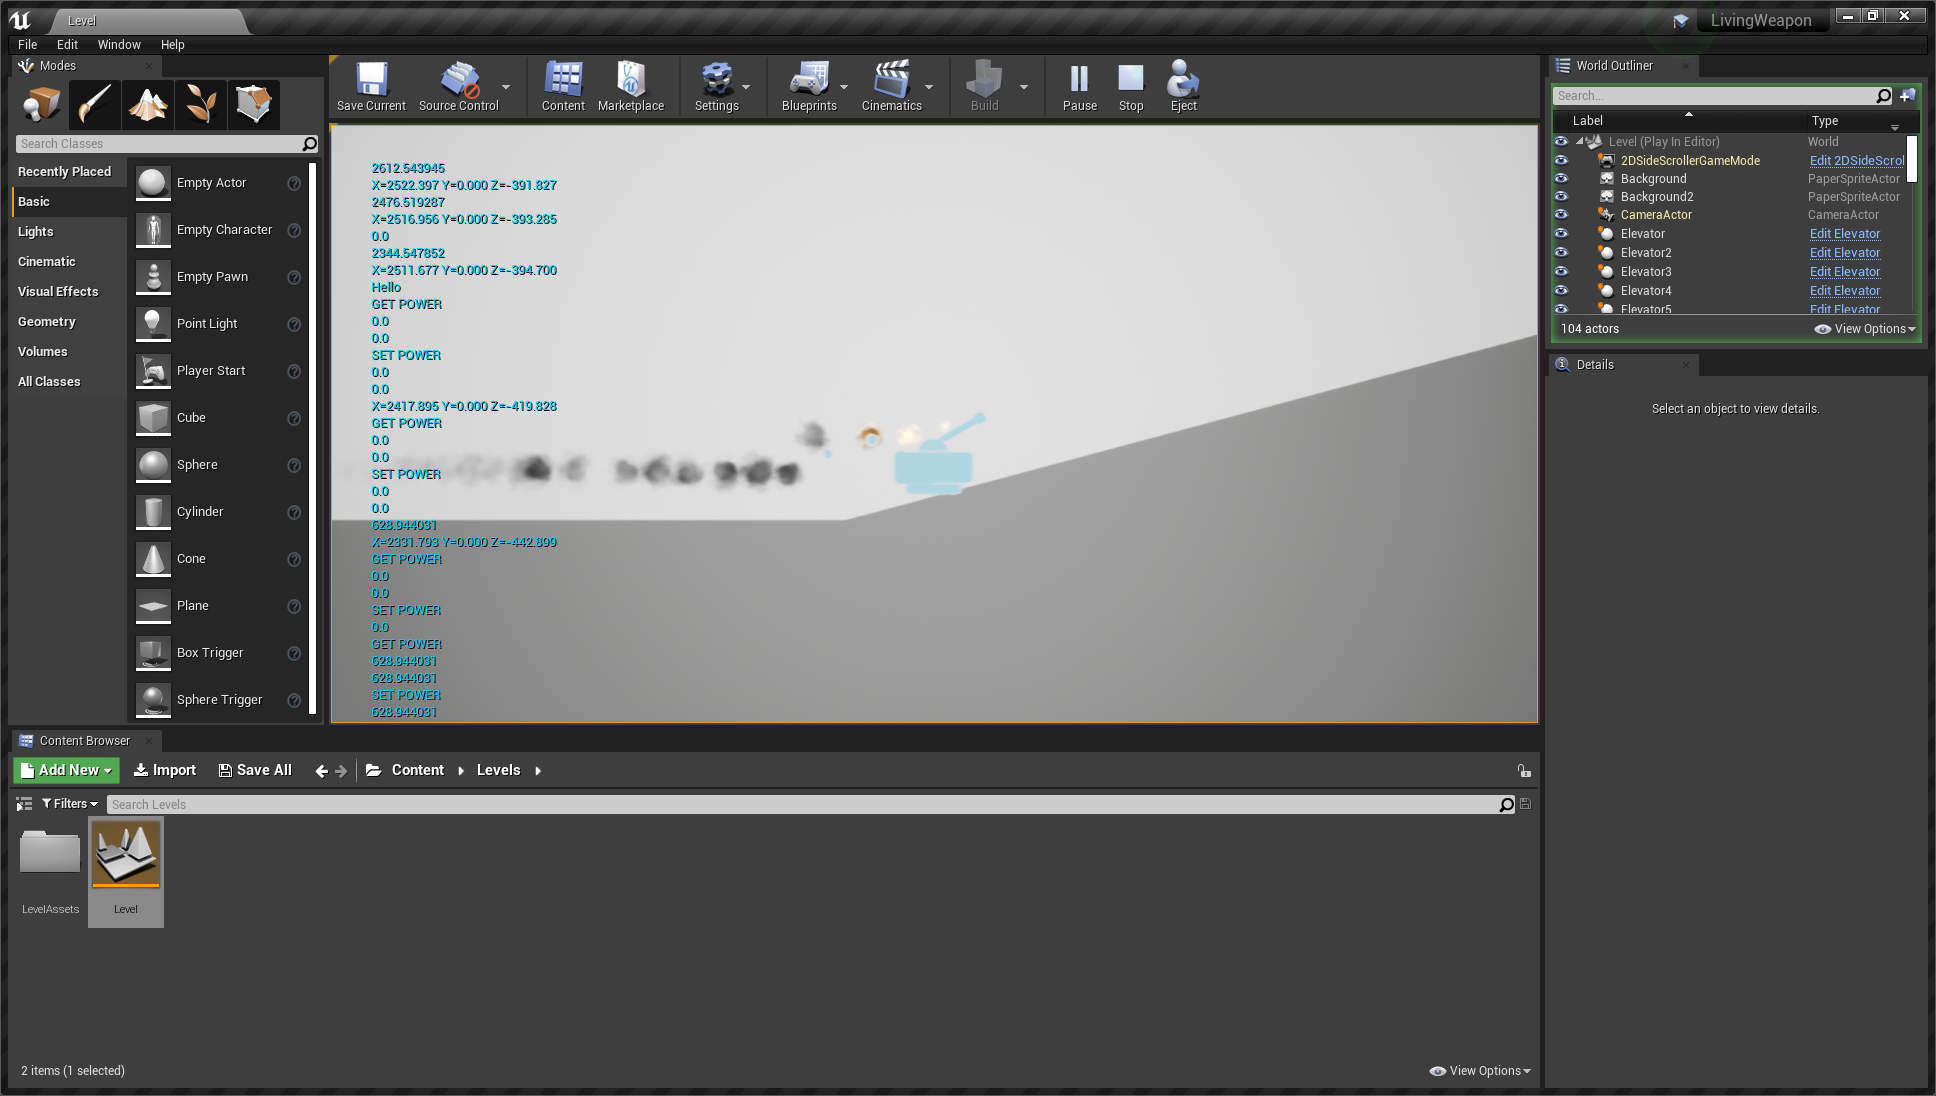 Level
LivingWeapon
File Edit Window Help
Modes
Search Classes
Recently Placed
Basic
Lights
Cinematic
Visual Effects
Geometry
Volumes
All Classes
Empty Actor
Empty Character
Empty Pawn
Point Light
Player Start
Cube
Sphere
Cylinder
Cone
Plane
Box Trigger
Sphere Trigger
Save Current Source Control Content Marketplace Settings Blueprints Cinematics Build Pause Stop Eject
2612.543945
X=2522.397 Y=0.000 Z=-391.827
2476.519287
X=2516.956 Y=0.000 Z=-393.285
0.0
2344.547852
X=2511.677 Y=0.000 Z=-394.700
Hello
GET POWER
0.0
0.0
SET POWER
0.0
0.0
X=2417.895 Y=0.000 Z=-419.828
GET POWER
0.0
0.0
SET POWER
0.0
0.0
628.944031
X=2331.793 Y=0.000 Z=-442.899
GET POWER
0.0
0.0
SET POWER
0.0
GET POWER
628.944031
628.944031
SET POWER
628.944031
World Outliner
Search...
Label Type
Level (Play In Editor) World
2DSideScrollerGameMode Edit 2DSideScrol
Background PaperSpriteActor
Background2 PaperSpriteActor
CameraActor CameraActor
Elevator Edit Elevator
Elevator2 Edit Elevator
Elevator3 Edit Elevator
Elevator4 Edit Elevator
Elevator5 Edit Elevator
104 actors View Options
Details
Select an object to view details.
Content Browser
Add New Import Save All Content Levels
Filters Search Levels
LevelAssets Level
2 items (1 selected) View Options